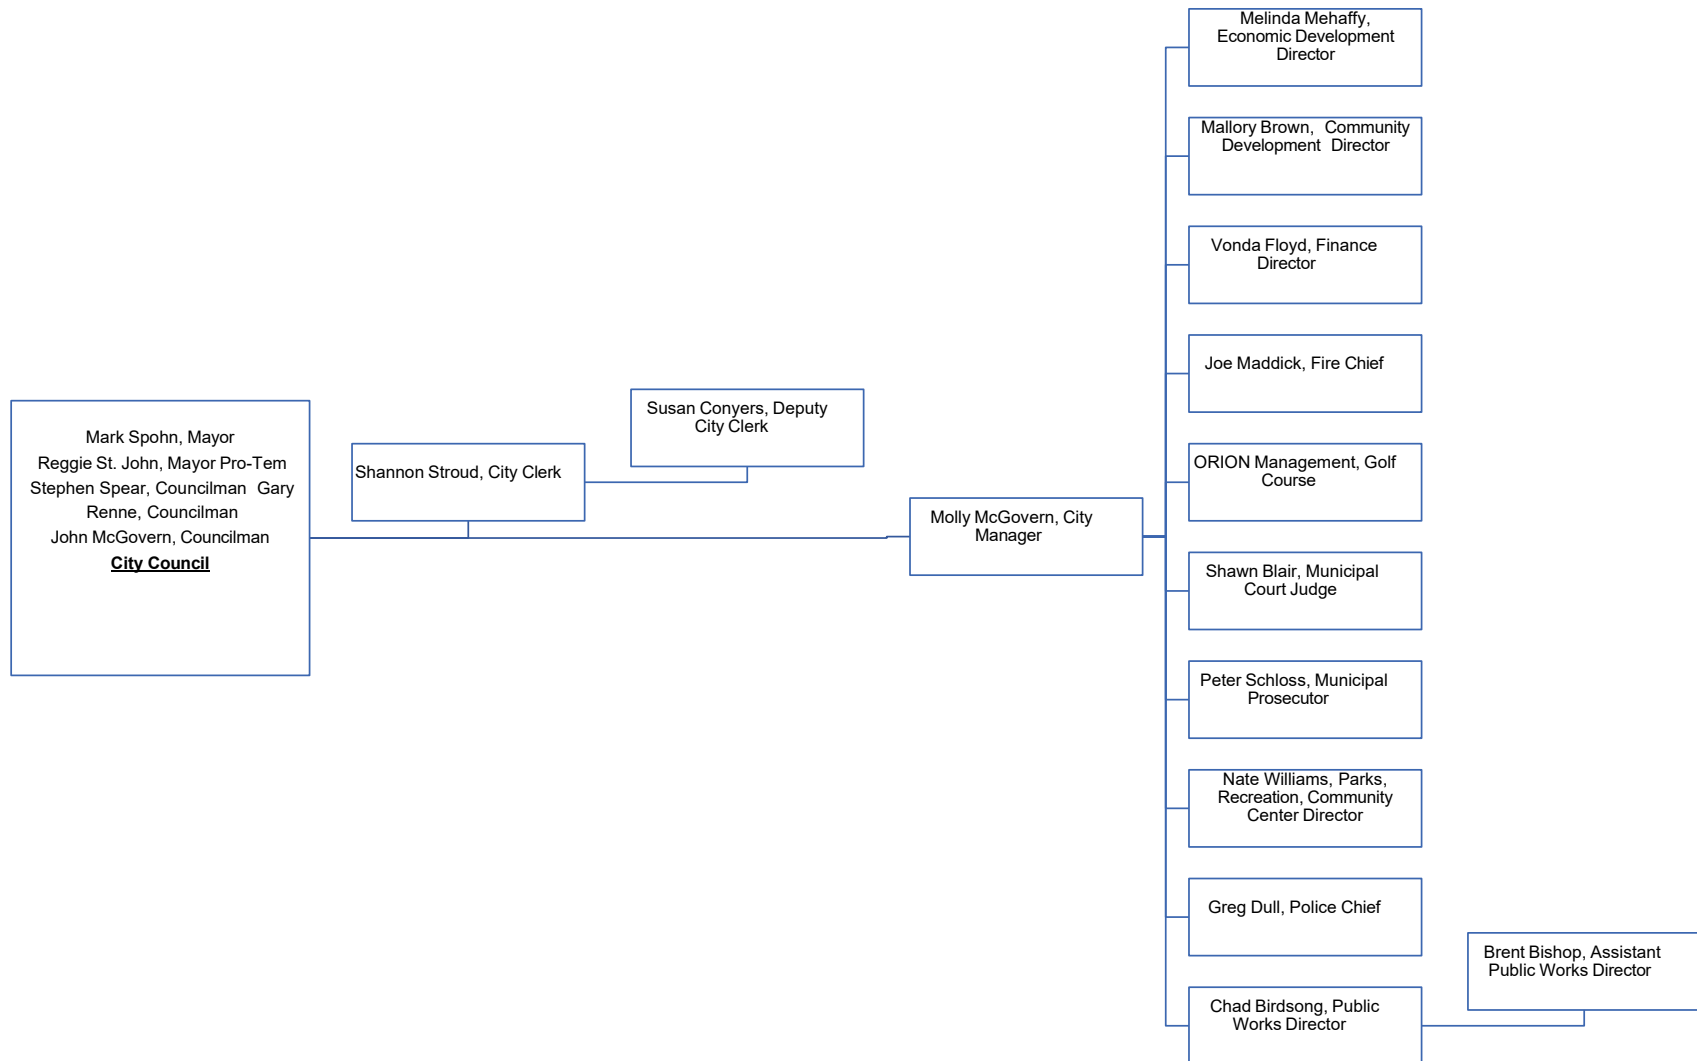 Mark Spohn, Mayor
Reggie St. John, Mayor Pro-Tem
Stephen Spear, Councilman Gary
Renne, Councilman
John McGovern, Councilman
City Council
Shannon Stroud, City Clerk
Susan Conyers, Deputy
City Clerk
Molly McGovern, City
Manager
Melinda Mehaffy,
Economic Development
Director
Mallory Brown, Community
Development Director
Vonda Floyd, Finance
Director
Joe Maddick, Fire Chief
ORION Management, Golf
Course
Shawn Blair, Municipal
Court Judge
Peter Schloss, Municipal
Prosecutor
Nate Williams, Parks,
Recreation, Community
Center Director
Greg Dull, Police Chief
Chad Birdsong, Public
Works Director
Brent Bishop, Assistant
Public Works Director